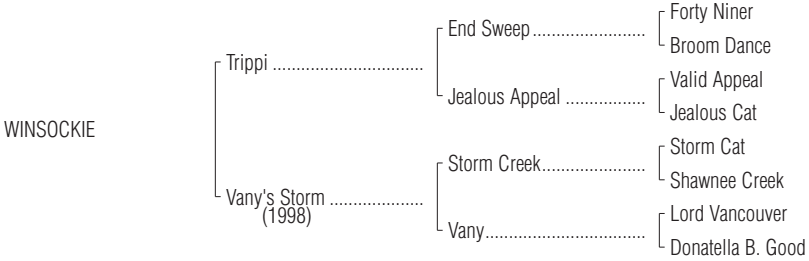 Forty Niner
End Sweep........................
Broom Dance
Trippi ................................
Valid Appeal
Jealous Appeal .................
Jealous Cat
WINSOCKIE
Storm Cat
Storm Creek......................
Shawnee Creek
Vany's Storm ....................
(1998)
Lord Vancouver
Vany..................................
Donatella B. Good